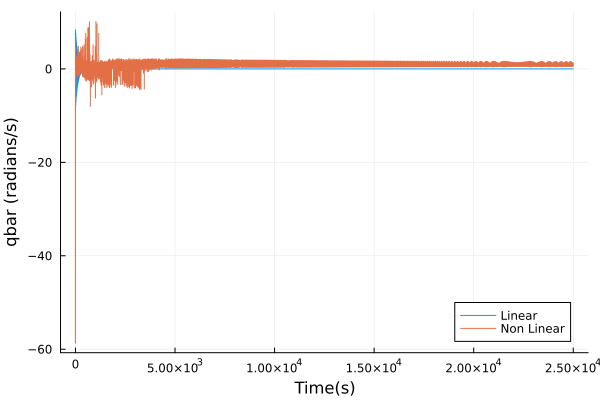 qbar (radians/s)
0
−20
−40
−60
0
5.00×10³
1.00×10⁴
1.50×10⁴
2.00×10⁴
2.50×10⁴
Time(s)
Linear
Non Linear